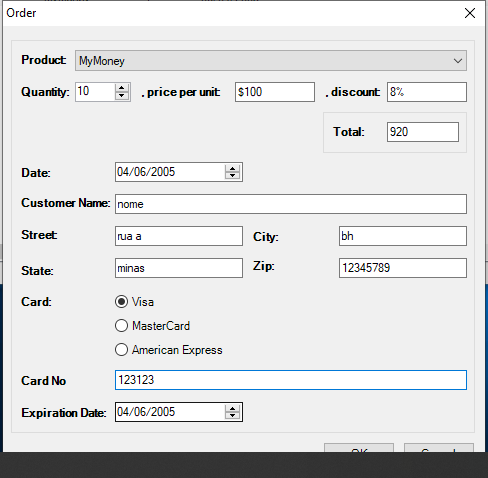 Order
Product: MyMoney
Quantity: 10 , price per unit: $100 , discount: 8%
Total: 920
Date: 04/06/2005
Customer Name: nome
Street: rua a City: bh
State: minas Zip: 12345789
Card: Visa
MasterCard
American Express
Card No 123123
Expiration Date: 04/06/2005